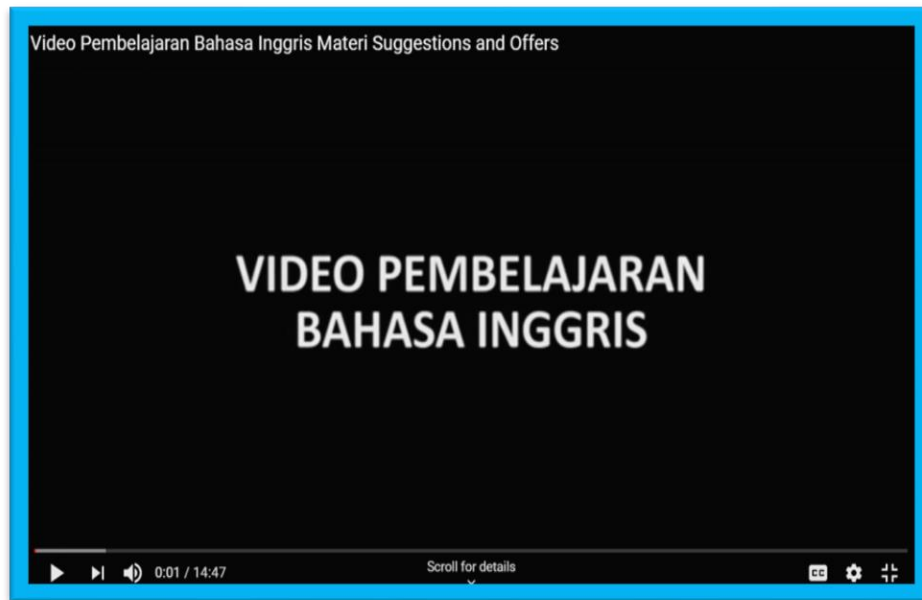 Video Pembelajaran Bahasa Inggris Materi Suggestions and Offers
VIDEO PEMBELAJARAN
BAHASA INGGRIS
0:01 / 14:47
Scroll for details
CC